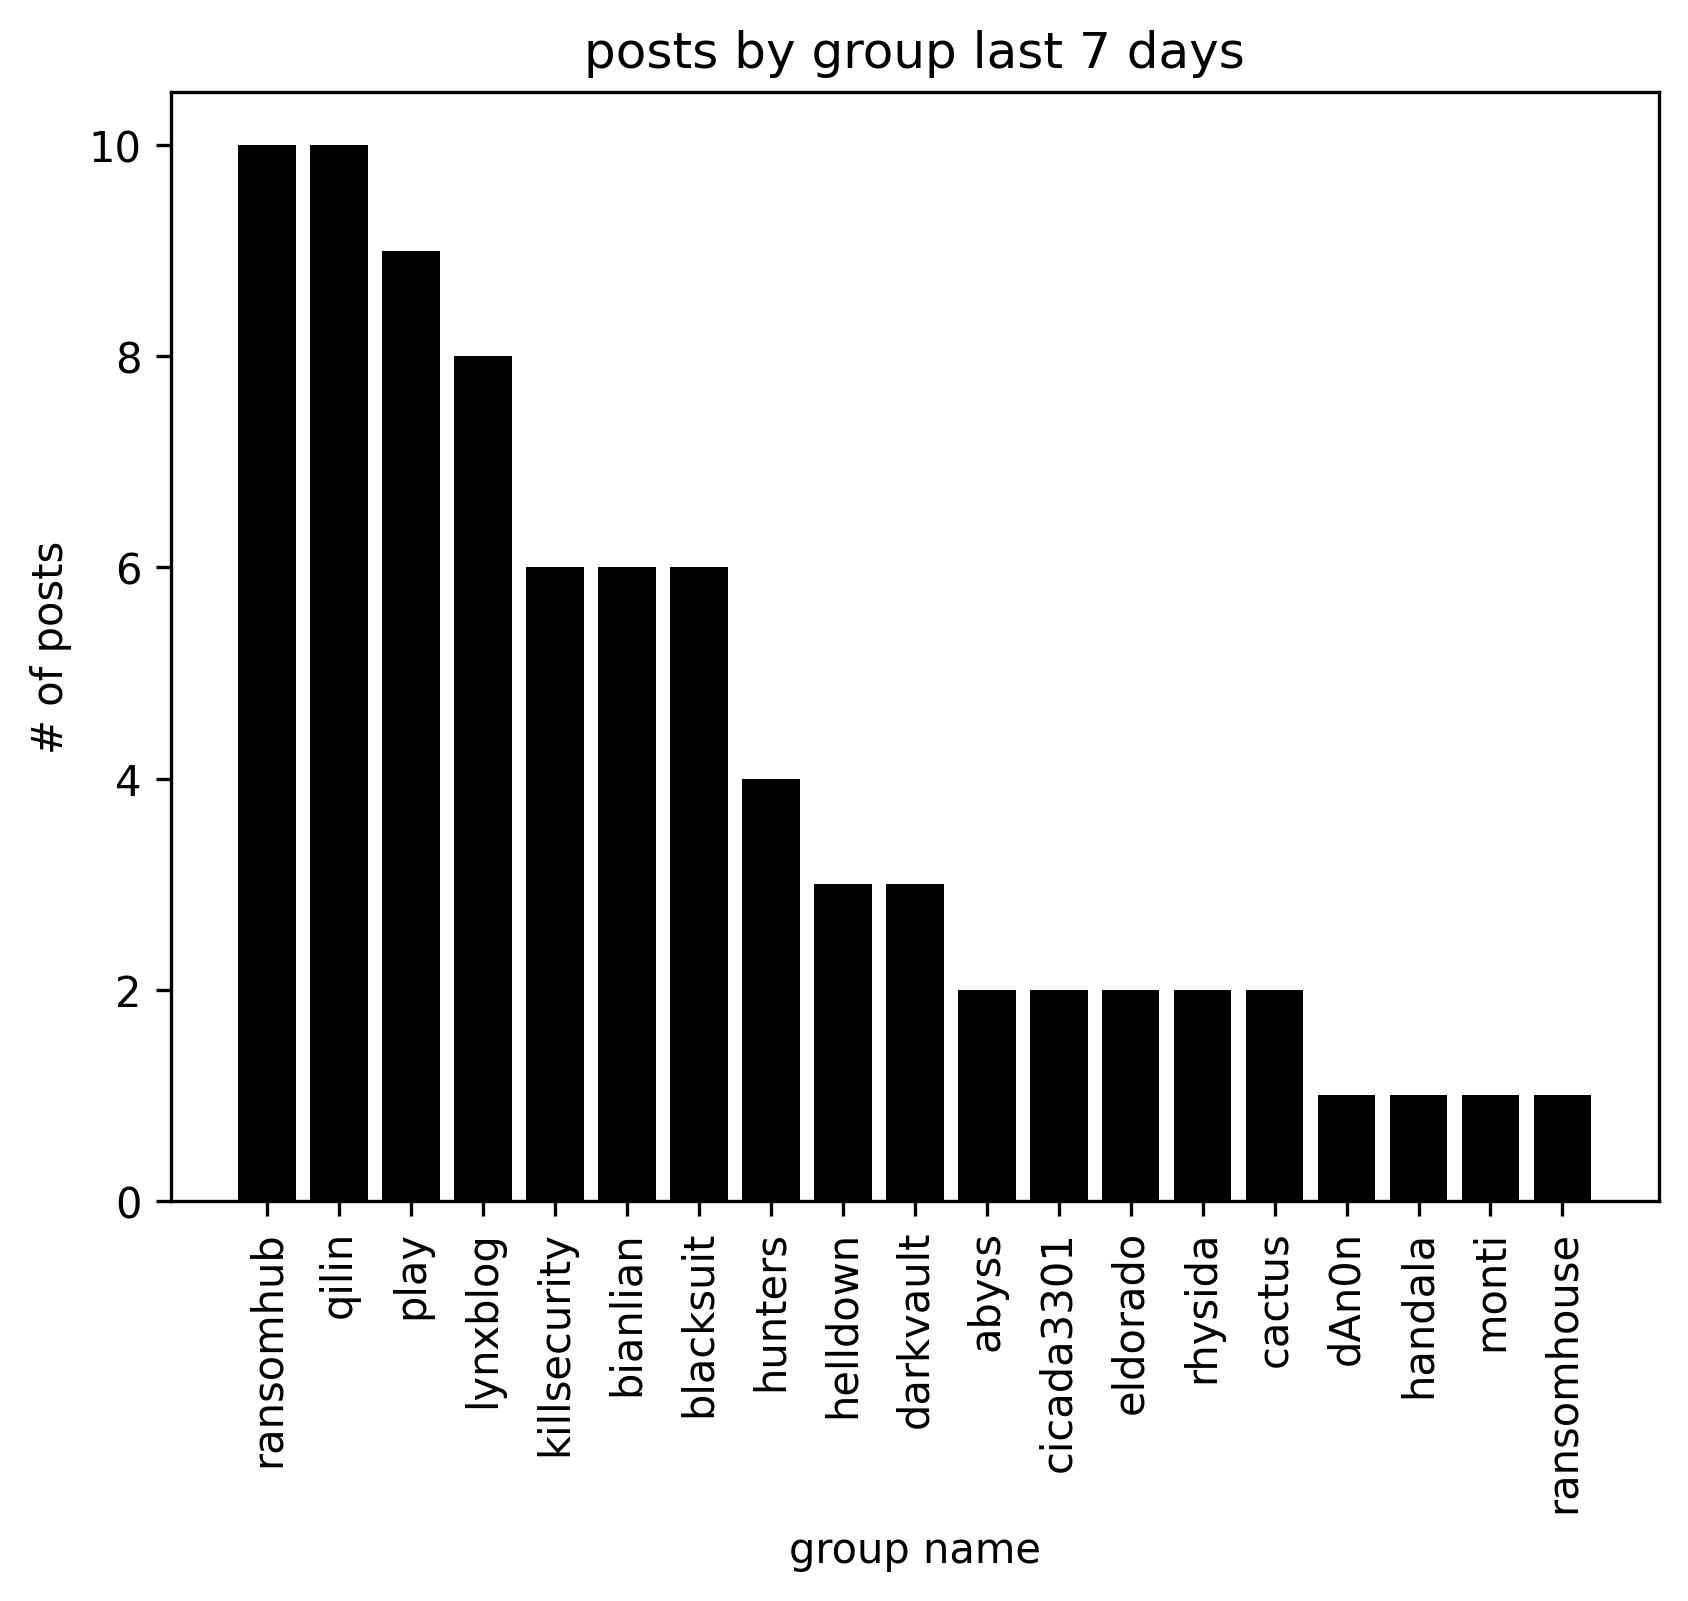 posts by group last 7 days
# of posts
10
8
6
4
2
0
ransomhub
qilin
play
lynxblog
killsecurity
bianlian
blacksuit
hunters
helldown
darkvault
abyss
cicada3301
eldorado
rhysida
cactus
dAn0n
handala
monti
ransomhouse
group name